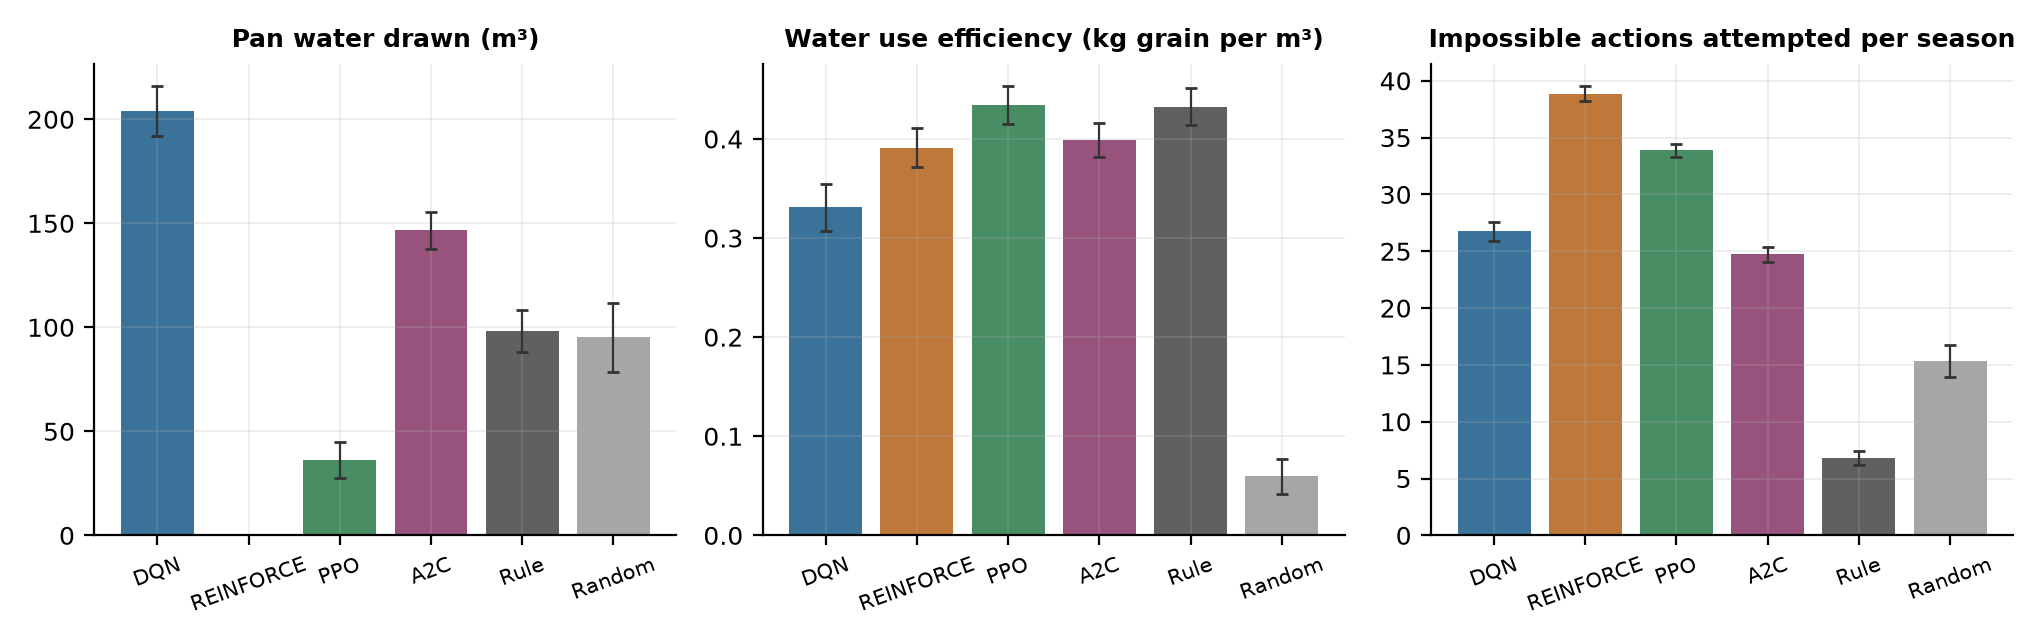 Pan water drawn (m³)
200
150
100
50
0
DQN
REINFORCE
PPO
A2C
Rule
Random
Water use efficiency (kg grain per m³)
0.4
0.3
0.2
0.1
0.0
DQN
REINFORCE
PPO
A2C
Rule
Random
Impossible actions attempted per season
40
35
30
25
20
15
10
5
0
DQN
REINFORCE
PPO
A2C
Rule
Random